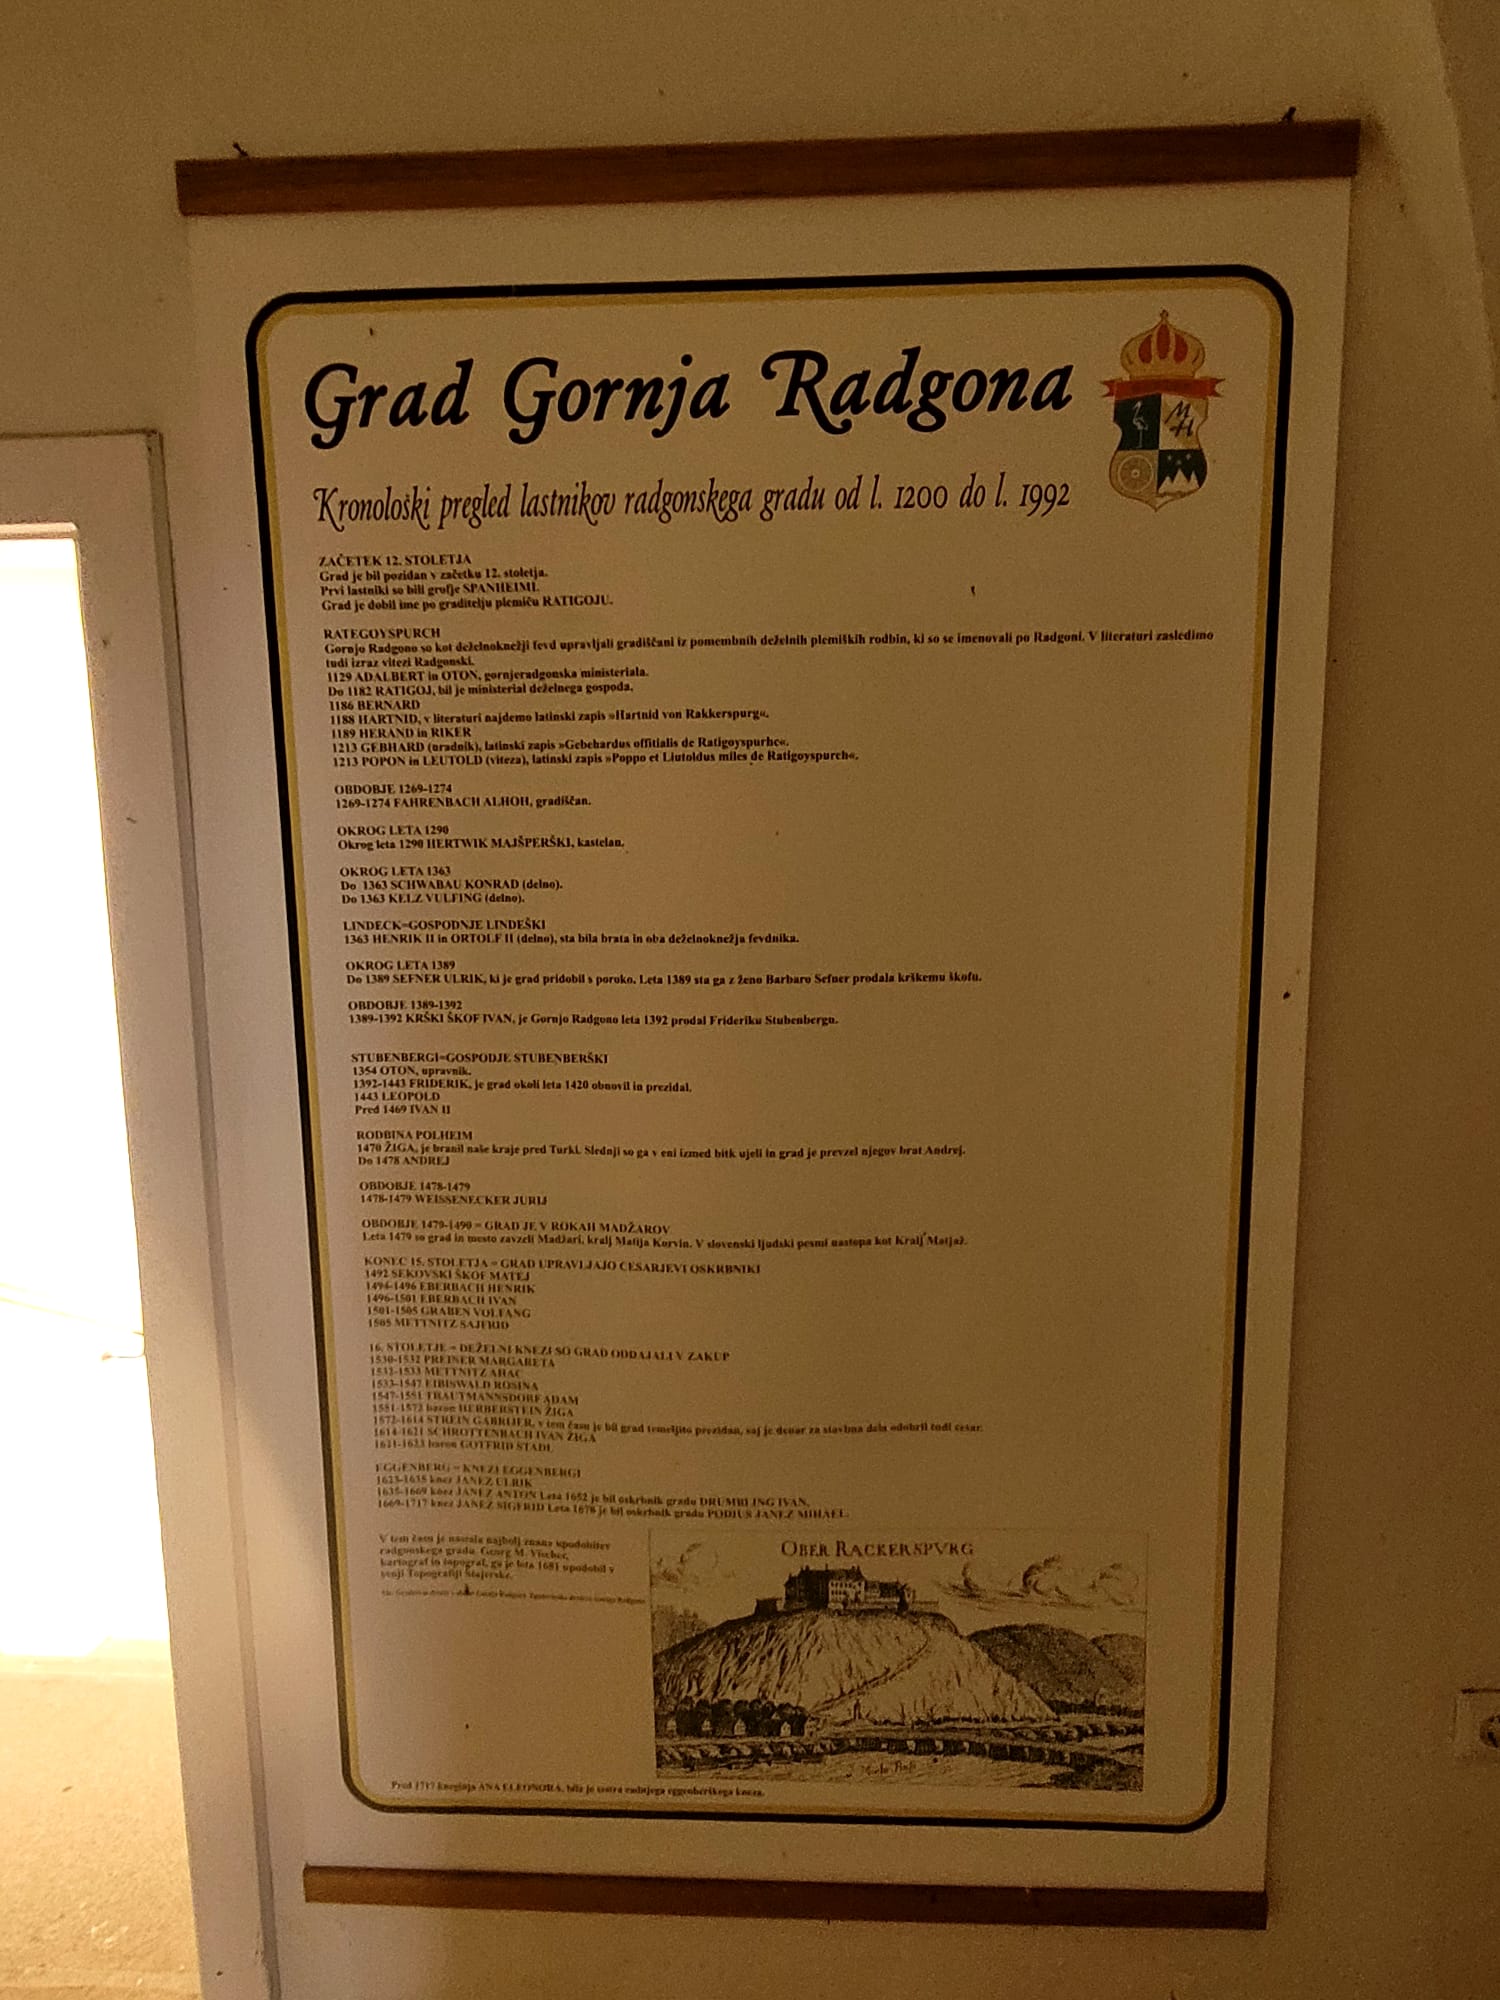 Grad Gornja Radgona
Kronološki pregled lastnikov radgonskega gradu od l. 1200 do l. 1992
ZAČETEK 12. STOLETJA
Grad je bil pozidan v začetku 12. stoletja.
Prvi lastniki so bili grofje SPANHEIMI.
Grad je dobil ime po graditelju plemiču RATIGOJU.
RATEGOYSPURCH
Gornjo Radgono so kot deželnoknežji fevd upravljali gradiščani iz pomembnih deželnih plemiških rodbin, ki so se imenovali po Radgoni. V literaturi zasledimo
tudi izraz vitezi Radgonski.
1129 ADALBERT in OTON, gornjeradgonska ministeriala.
Do 1182 RATIGOJ, bil je ministerial deželnega gospoda.
1186 BERNARD
1188 HARTNID, v literaturi najdemo latinski zapis »Hartnid von Rakkerspurg«.
1189 HERAND in RIKER
1213 GEBHARD (uradnik), latinski zapis »Gebehardus offitialis de Ratigoyspurhc«.
1213 POPON in LEUTOLD (viteza), latinski zapis »Poppo et Liutoldus miles de Ratigoyspurch«.
OBDOBJE 1269-1274
1269-1274 FAHRENBACH ALHOH, gradiščan.
OKROG LETA 1290
Okrog leta 1290 HERTWIK MAJŠPERŠKI, kastelan.
OKROG LETA 1363
Do 1363 SCHWABAU KONRAD (delno).
Do 1363 KELZ VULFING (delno).
LINDECK=GOSPODNJE LINDEŠKI
1363 HENRIK II in ORTOLF II (delno), sta bila brata in oba deželnoknežja fevdnika.
OKROG LETA 1389
Do 1389 SEFNER ULRIK, ki je grad pridobil s poroko. Leta 1389 sta ga z ženo Barbaro Sefner prodala krškemu škofu.
OBDOBJE 1389-1392
1389-1392 KRŠKI ŠKOF IVAN, je Gornjo Radgono leta 1392 prodal Frideriku Stubenbergu.
STUBENBERGI=GOSPODJE STUBENBERŠKI
1354 OTON, upravnik.
1392-1443 FRIDERIK, je grad okoli leta 1420 obnovil in prezidal.
1443 LEOPOLD
Pred 1469 IVAN II
RODBINA POLHEIM
1470 ŽIGA, je branil naše kraje pred Turki. Slednji so ga v eni izmed bitk ujeli in grad je prevzel njegov brat Andrej.
Do 1478 ANDREJ
OBDOBJE 1478-1479
1478-1479 WEISSENECKER JURIJ
OBDOBJE 1479-1490 = GRAD JE V ROKAH MADŽAROV
Leta 1479 so grad in mesto zavzeli Madžari, kralj Matija Korvin. V slovenski ljudski pesmi nastopa kot Kralj Matjaž.
KONEC 15. STOLETJA = GRAD UPRAVLJAJO CESARJEVI OSKRBNIKI
1492 SEKOVSKI ŠKOF MATEJ
1494-1496 EBERBACH HENRIK
1496-1501 EBERBACH IVAN
1501-1505 GRABEN VOLFANG
1505 METTNITZ SAJFRID
16. STOLETJE = DEŽELNI KNEZI SO GRAD ODDAJALI V ZAKUP
1530-1532 PREINER MARGARETA
1532-1533 METTNITZ AHAC
1533-1547 EIBISWALD ROSINA
1547-1551 TRAUTMANNSDORF ADAM
1551-1572 baron HERBERSTEIN ŽIGA
1572-1614 STREIN GABRIJER, v tem času je bil grad temeljito prezidan, saj je denar za stavbna dela odobril tudi cesar.
1614-1621 SCHROTTENBACH IVAN ŽIGA
1621-1623 baron GOTFRID STADL
EGGENBERG = KNEZI EGGENBERGI
1623-1635 knez JANEZ ULRIK
1635-1669 knez JANEZ ANTON Leta 1652 je bil oskrbnik gradu DRUMBLING IVAN.
1669-1717 knez JANEZ SIGFRID Leta 1678 je bil oskrbnik gradu PODIUS JANEZ MIHAEL.
V tem času je nastala najbolj znana upodobitev
radgonskega gradu. Georg M. Vischer,
kartograf in topograf, ga je leta 1681 upodobil v
svoji Topografiji Štajerske.
OBER RACKERSPVRG
Pred 1717 kneginja ANA ELEONORA, bila je sestra zadnjega eggenberškega kneza.